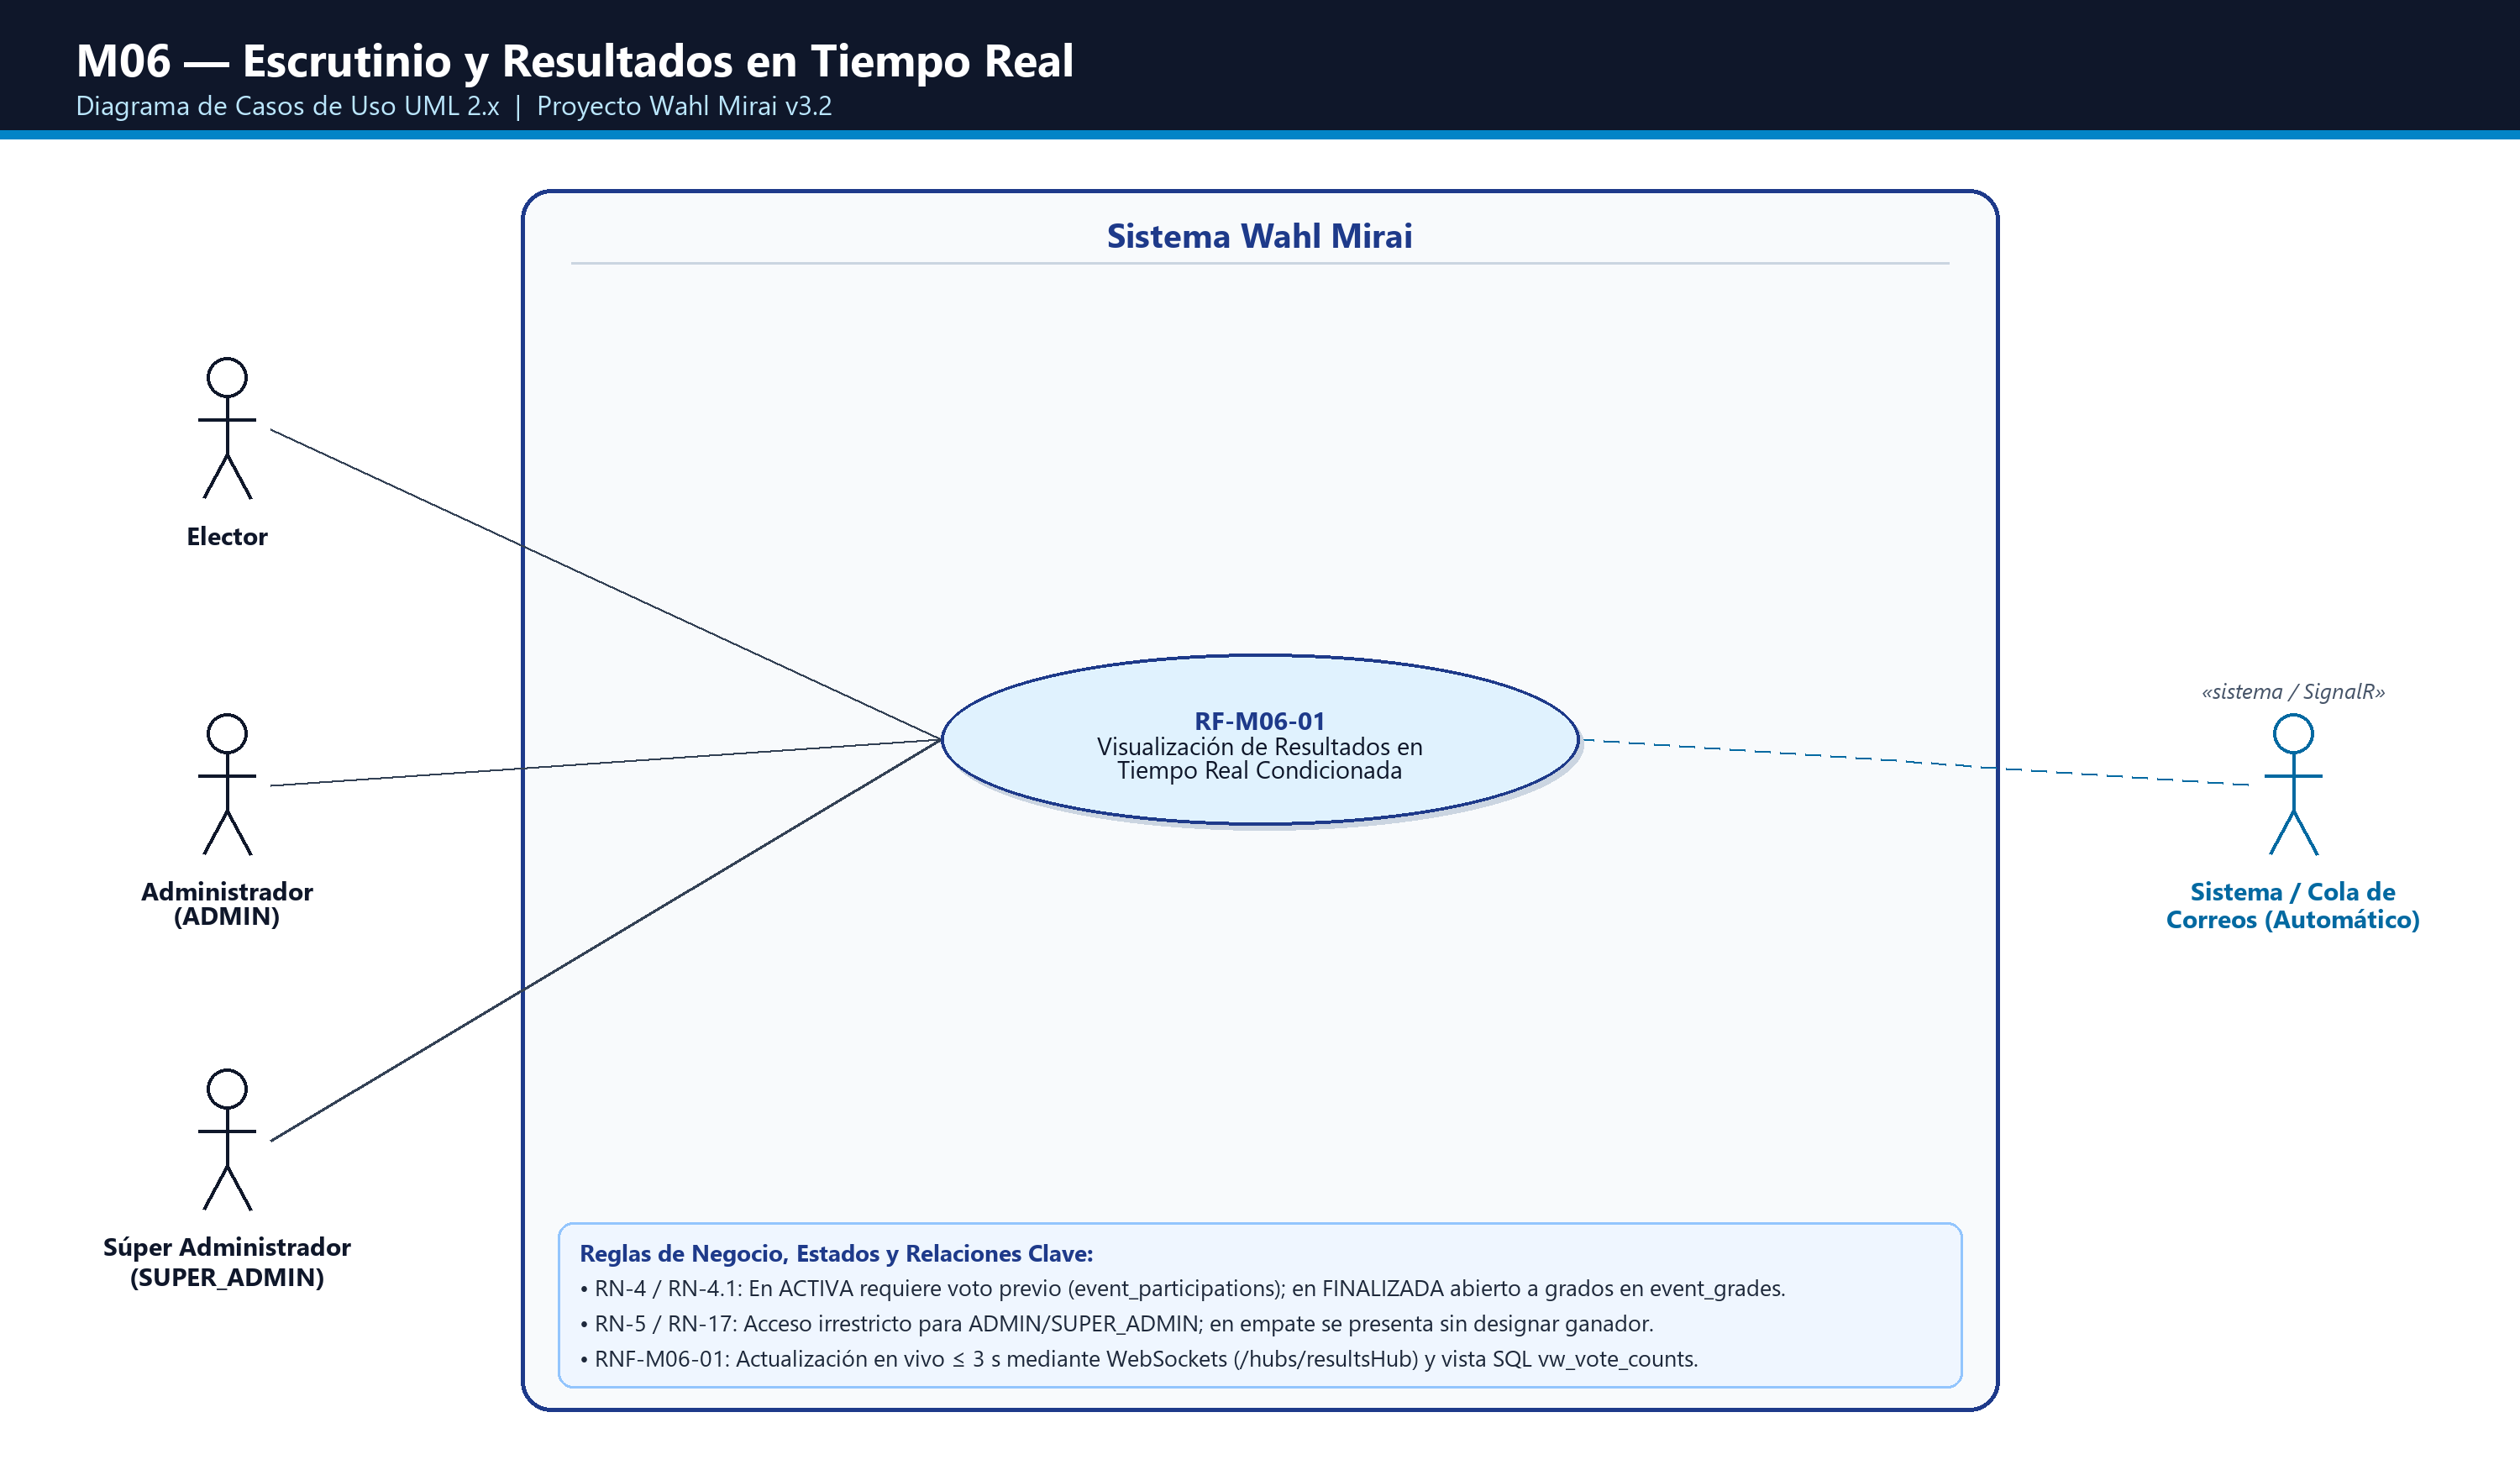 M06 — Escrutinio y Resultados en Tiempo Real
Diagrama de Casos de Uso UML 2.x | Proyecto Wahl Mirai v3.2
Sistema Wahl Mirai
Elector
Administrador
(ADMIN)
Súper Administrador
(SUPER_ADMIN)
RF-M06-01
Visualización de Resultados en
Tiempo Real Condicionada
«sistema / SignalR»
Sistema / Cola de
Correos (Automático)
Reglas de Negocio, Estados y Relaciones Clave:
• RN-4 / RN-4.1: En ACTIVA requiere voto previo (event_participations); en FINALIZADA abierto a grados en event_grades.
• RN-5 / RN-17: Acceso irrestricto para ADMIN/SUPER_ADMIN; en empate se presenta sin designar ganador.
• RNF-M06-01: Actualización en vivo ≤ 3 s mediante WebSockets (/hubs/resultsHub) y vista SQL vw_vote_counts.